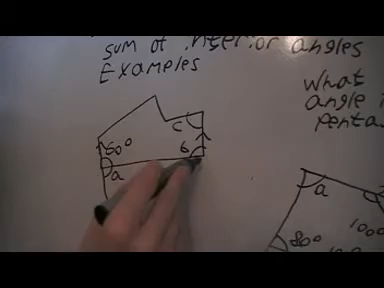 sum of interior angles
Examples
What
angle
penta
60°
c
b
a
a
80°
100